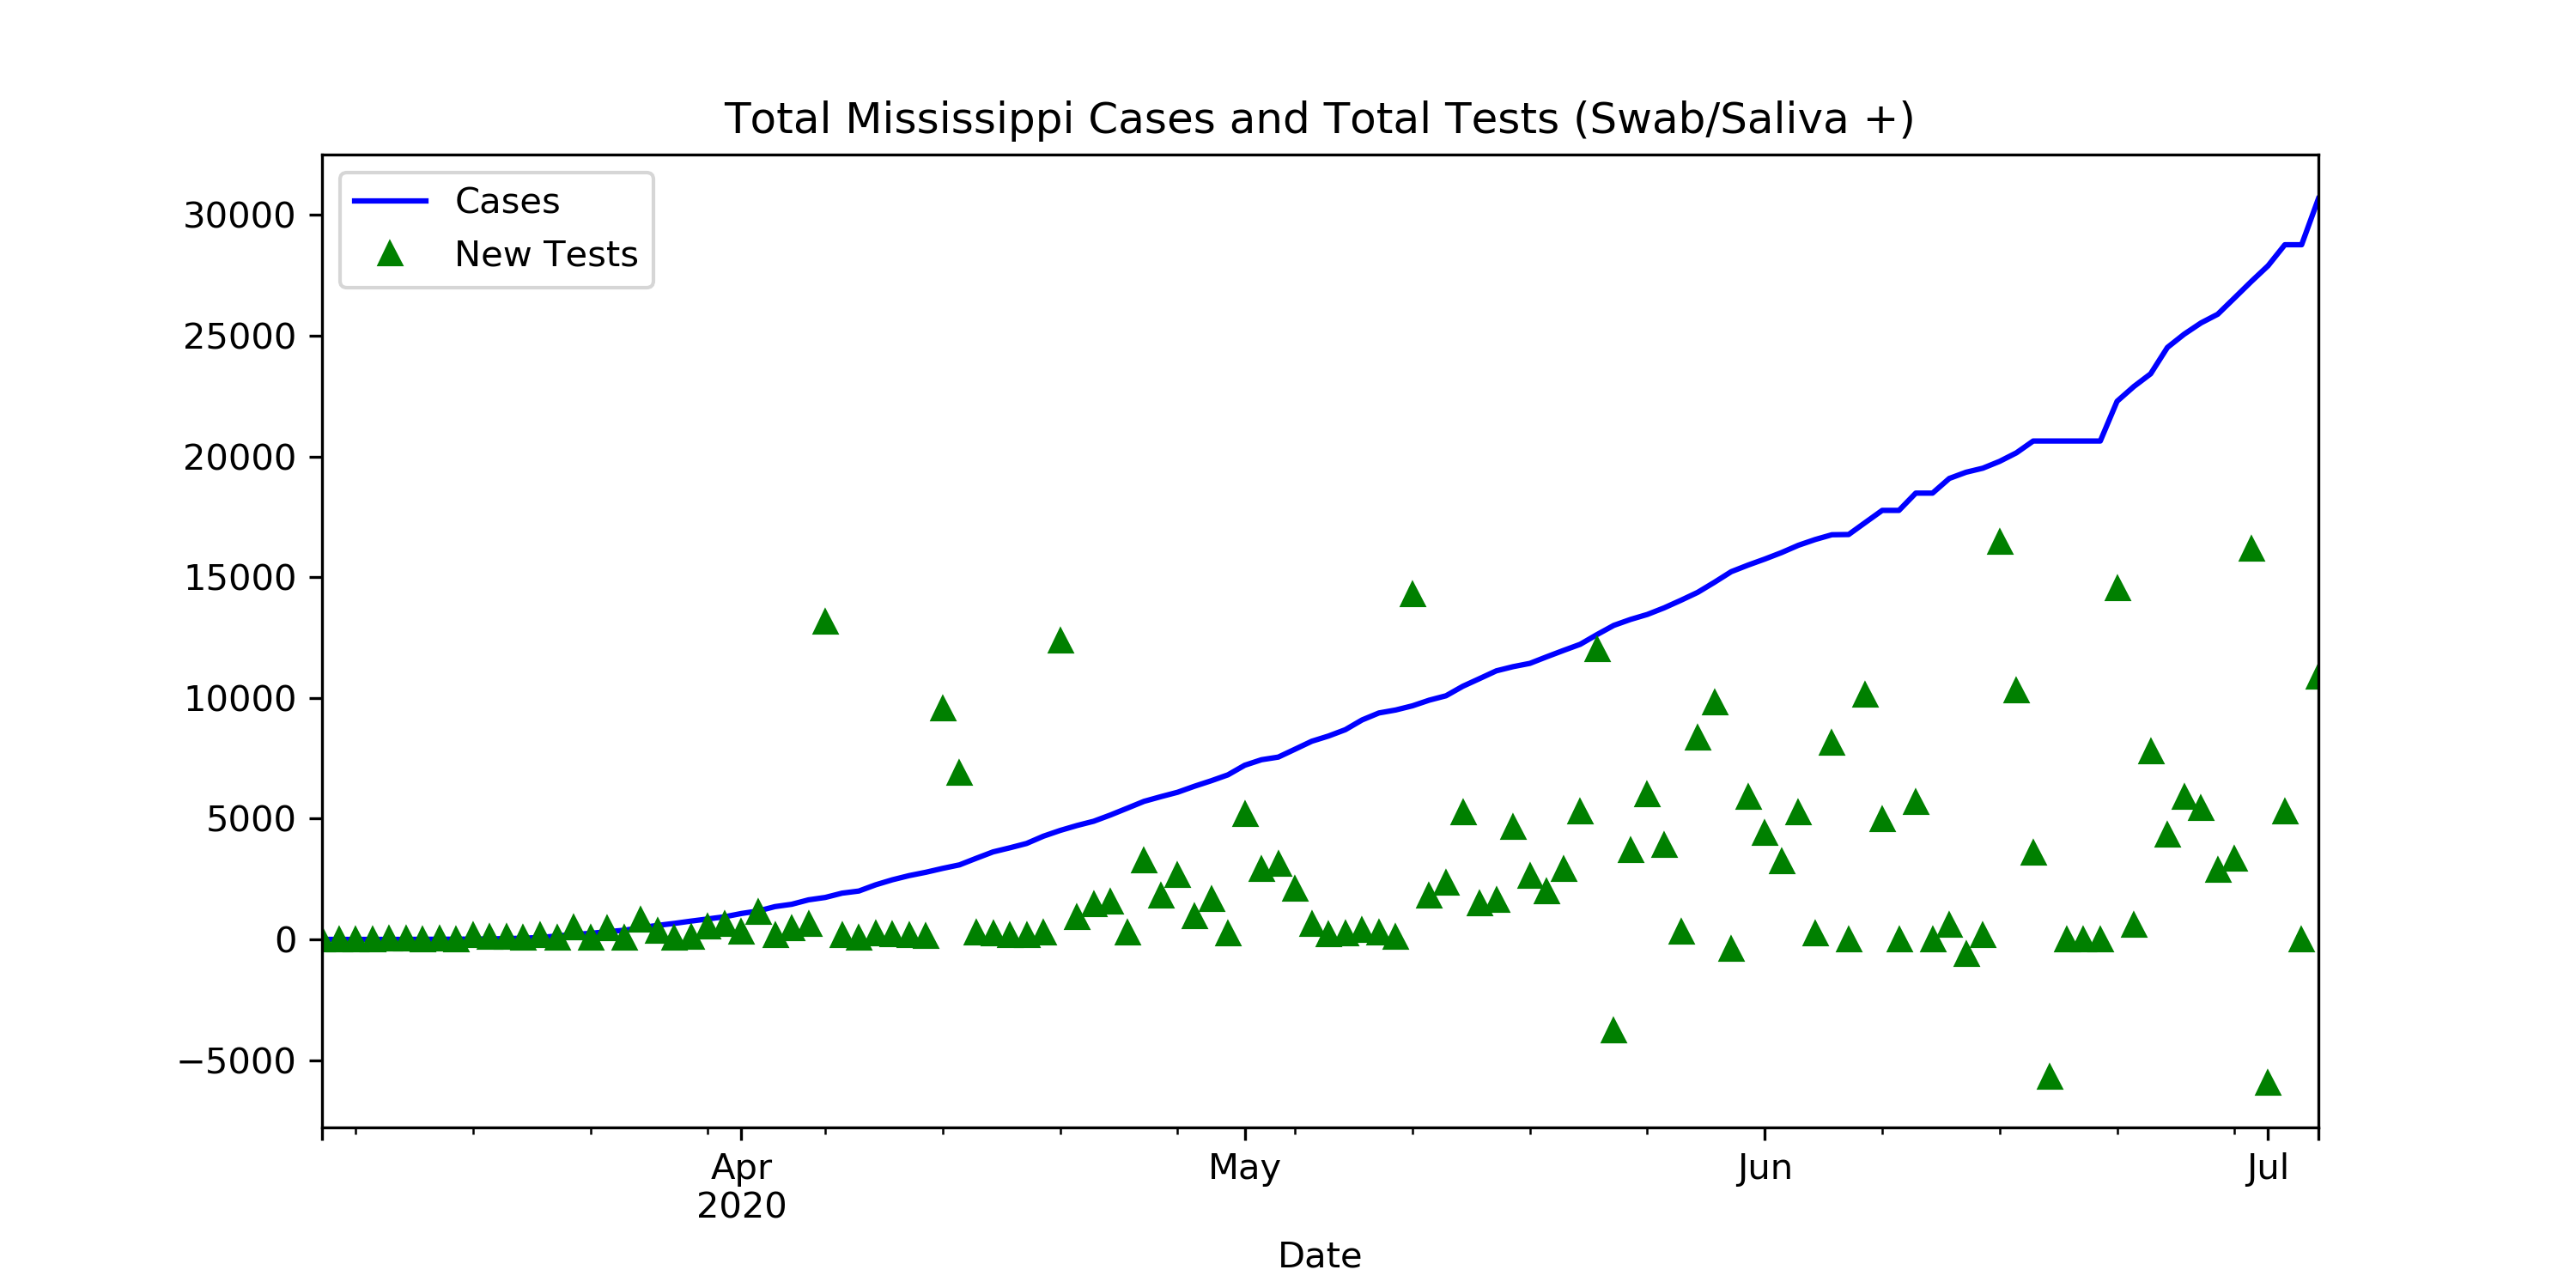 Total Mississippi Cases and Total Tests (Swab/Saliva +)
Cases
New Tests
30000
25000
20000
15000
10000
5000
0
−5000
Apr
2020
May
Jun
Jul
Date